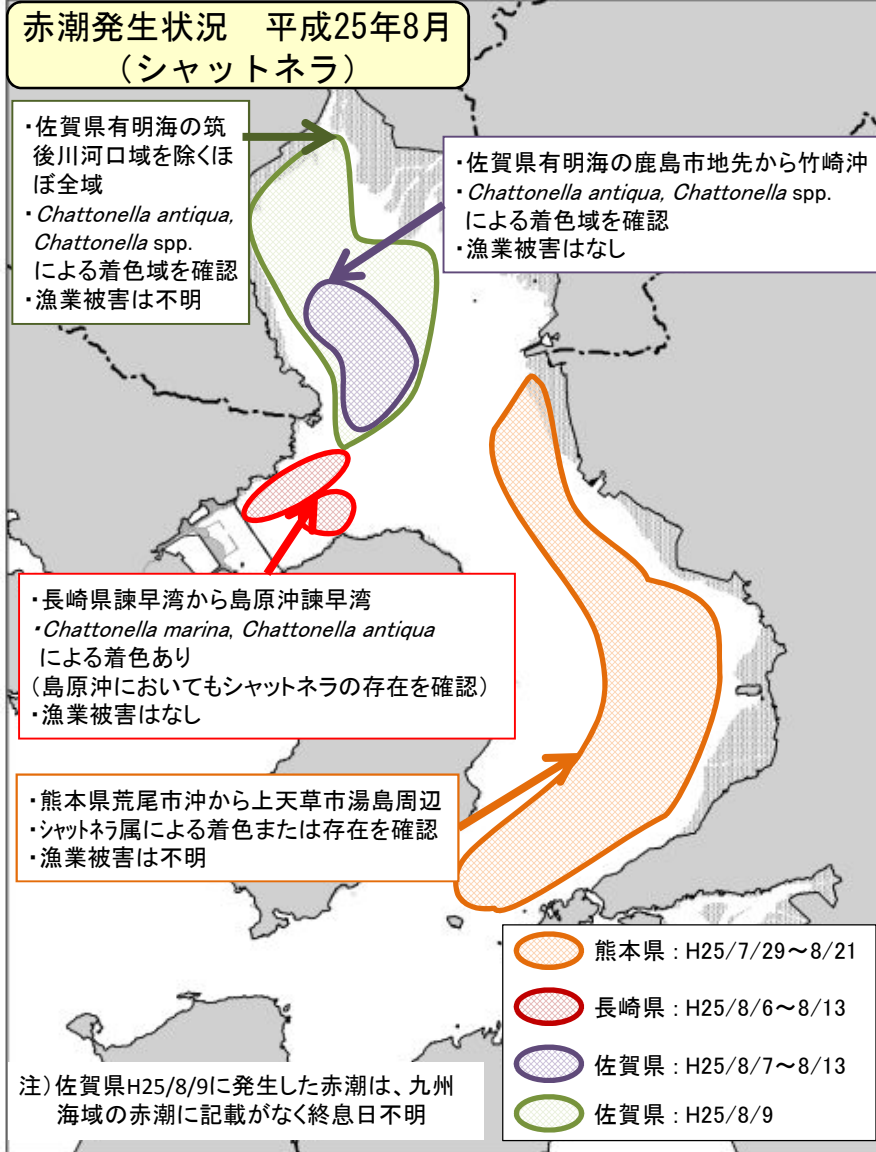 赤潮発生状況　平成25年8月
（シャットネラ）
・佐賀県有明海の筑
後川河口域を除くほ
ぼ全域
・Chattonella antiqua,
Chattonella spp.
による着色域を確認
・漁業被害は不明
・佐賀県有明海の鹿島市地先から竹崎沖
・Chattonella antiqua, Chattonella spp.
による着色域を確認
・漁業被害はなし
・長崎県諫早湾から島原沖諫早湾
・Chattonella marina, Chattonella antiqua
による着色あり
（島原沖においてもシャットネラの存在を確認）
・漁業被害はなし
・熊本県荒尾市沖から上天草市湯島周辺
・シャットネラ属による着色または存在を確認
・漁業被害は不明
熊本県：H25/7/29～8/21
長崎県：H25/8/6～8/13
佐賀県：H25/8/7～8/13
佐賀県：H25/8/9
注）佐賀県H25/8/9に発生した赤潮は、九州
海域の赤潮に記載がなく終息日不明